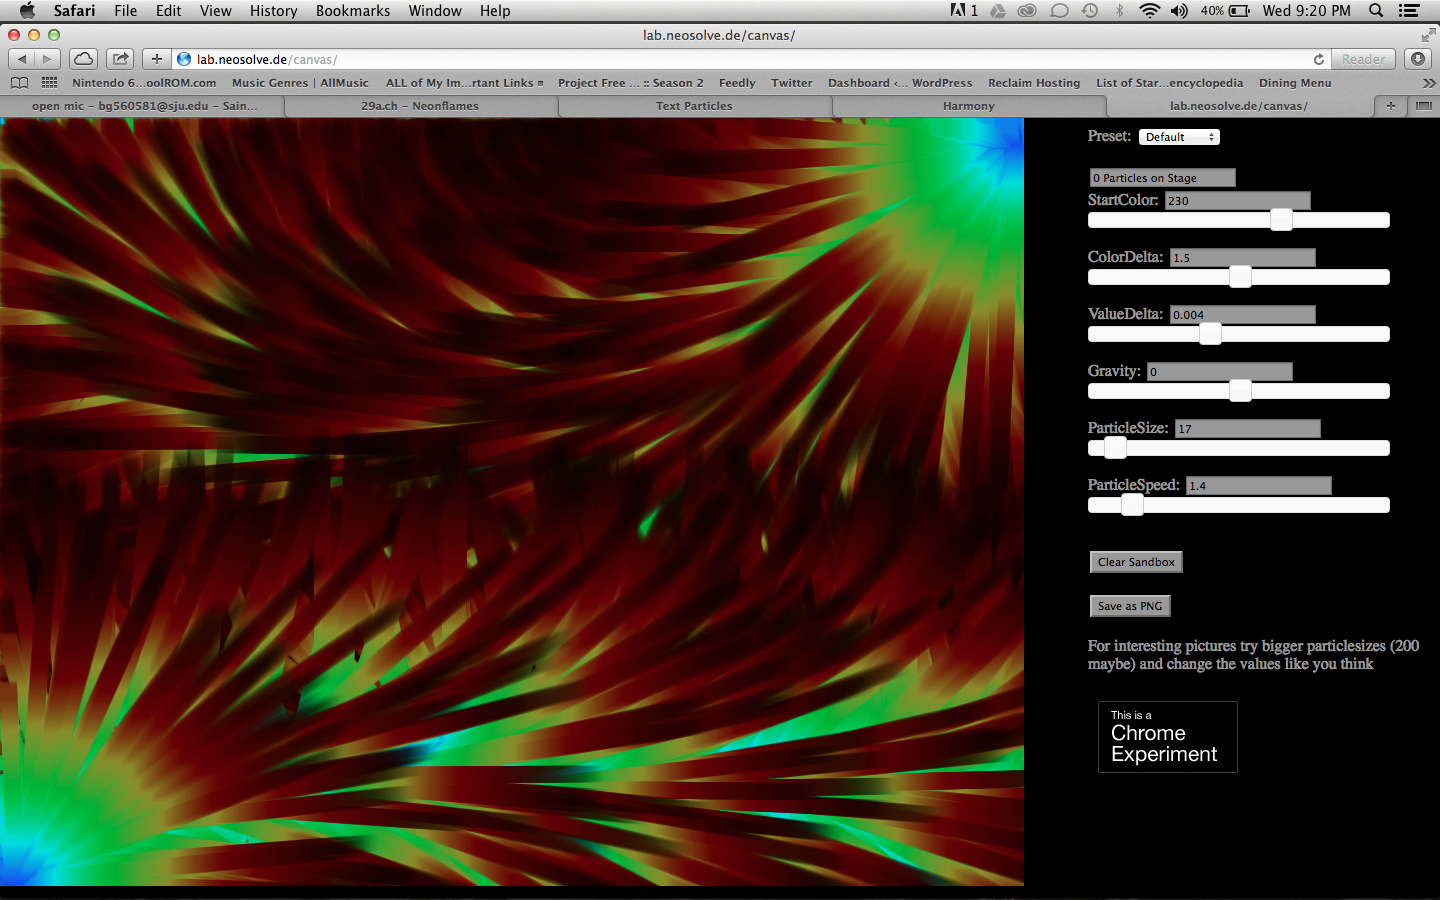 Safari File Edit View History Bookmarks Window Help 1 40% Wed 9:20 PM
lab.neosolve.de/canvas/
lab.neosolve.de/canvas/ Reader
Nintendo 6...oolROM.com Music Genres | AllMusic ALL of My Im...rtant Links Project Free ... :: Season 2 Feedly Twitter Dashboard ‹... WordPress Reclaim Hosting List of Star...encyclopedia Dining Menu
open mic – bg560581@sju.edu – Sain... 29a.ch – Neonflames Text Particles Harmony lab.neosolve.de/canvas/
Preset: Default
0 Particles on Stage
StartColor: 230
ColorDelta: 1.5
ValueDelta: 0.004
Gravity: 0
ParticleSize: 17
ParticleSpeed: 1.4
Clear Sandbox
Save as PNG
For interesting pictures try bigger particlesizes (200
maybe) and change the values like you think
This is a
Chrome
Experiment